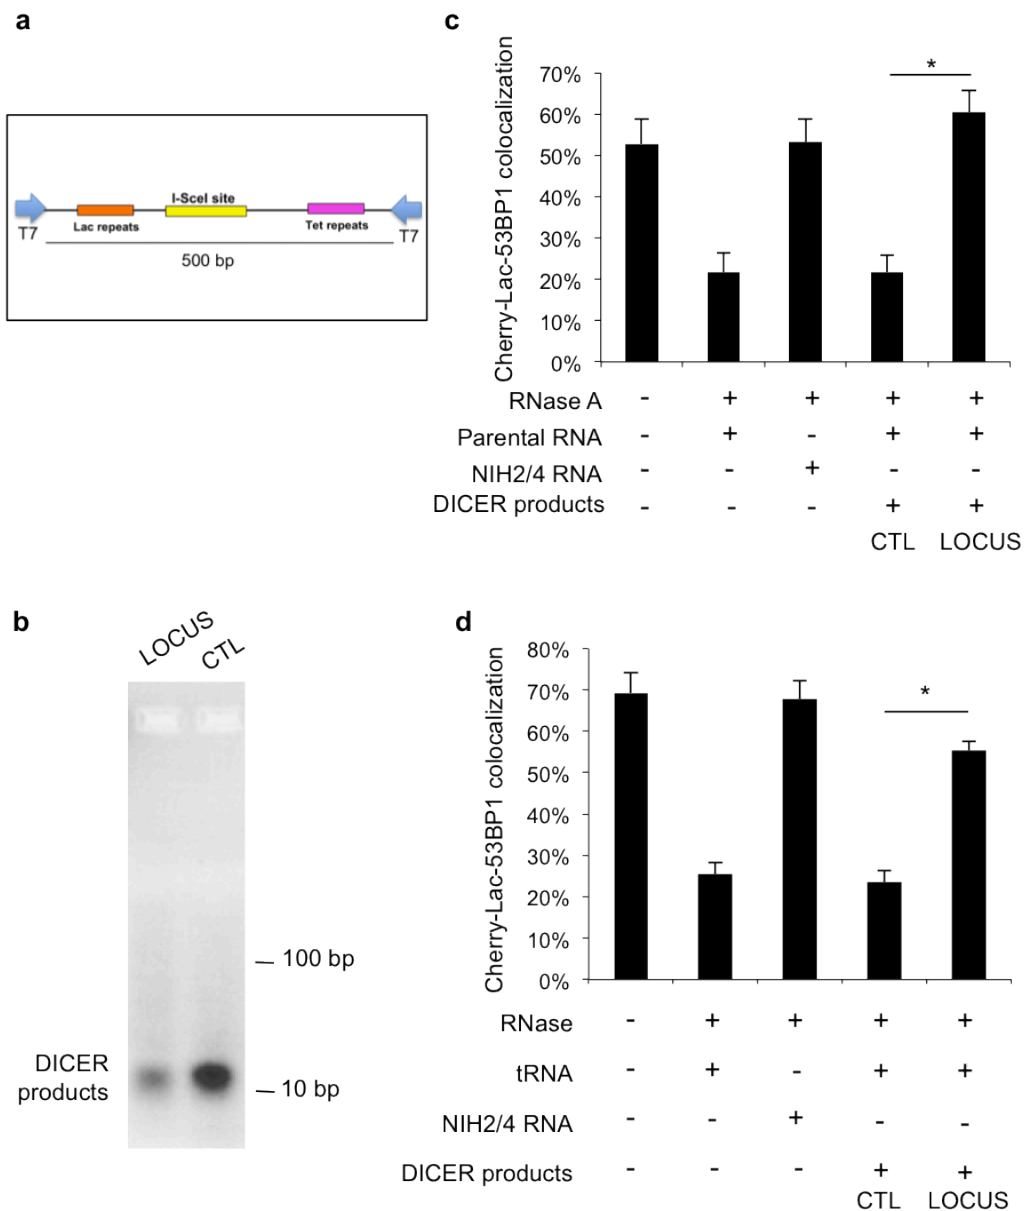 a
I-SceI site
Lac repeats
Tet repeats
T7
T7
500 bp
c
Cherry-Lac-53BP1 colocalization
70%
60%
50%
40%
30%
20%
10%
0%
*
RNase A - + + + +
Parental RNA - + - + +
NIH2/4 RNA - - + - -
DICER products - - - + +
CTL LOCUS
b
LOCUS
CTL
100 bp
DICER
products
10 bp
d
Cherry-Lac-53BP1 colocalization
80%
70%
60%
50%
40%
30%
20%
10%
0%
*
RNase - + + + +
tRNA - + - + +
NIH2/4 RNA - - + - -
DICER products - - - + +
CTL LOCUS